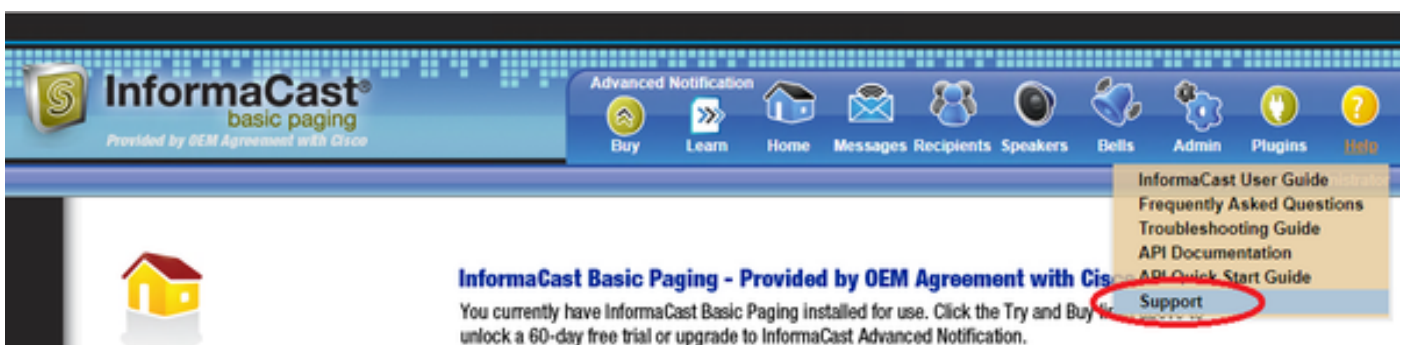 InformaCast®
basic paging
Provided by OEM Agreement with Cisco
Advanced Notification
Buy
Learn
Home
Messages
Recipients
Speakers
Bells
Admin
Plugins
Help
InformaCast User Guide
Frequently Asked Questions
Troubleshooting Guide
API Documentation
API Quick Start Guide
Support
InformaCast Basic Paging - Provided by OEM Agreement with Cis
You currently have InformaCast Basic Paging installed for use. Click the Try and Buy
unlock a 60-day free trial or upgrade to InformaCast Advanced Notification.